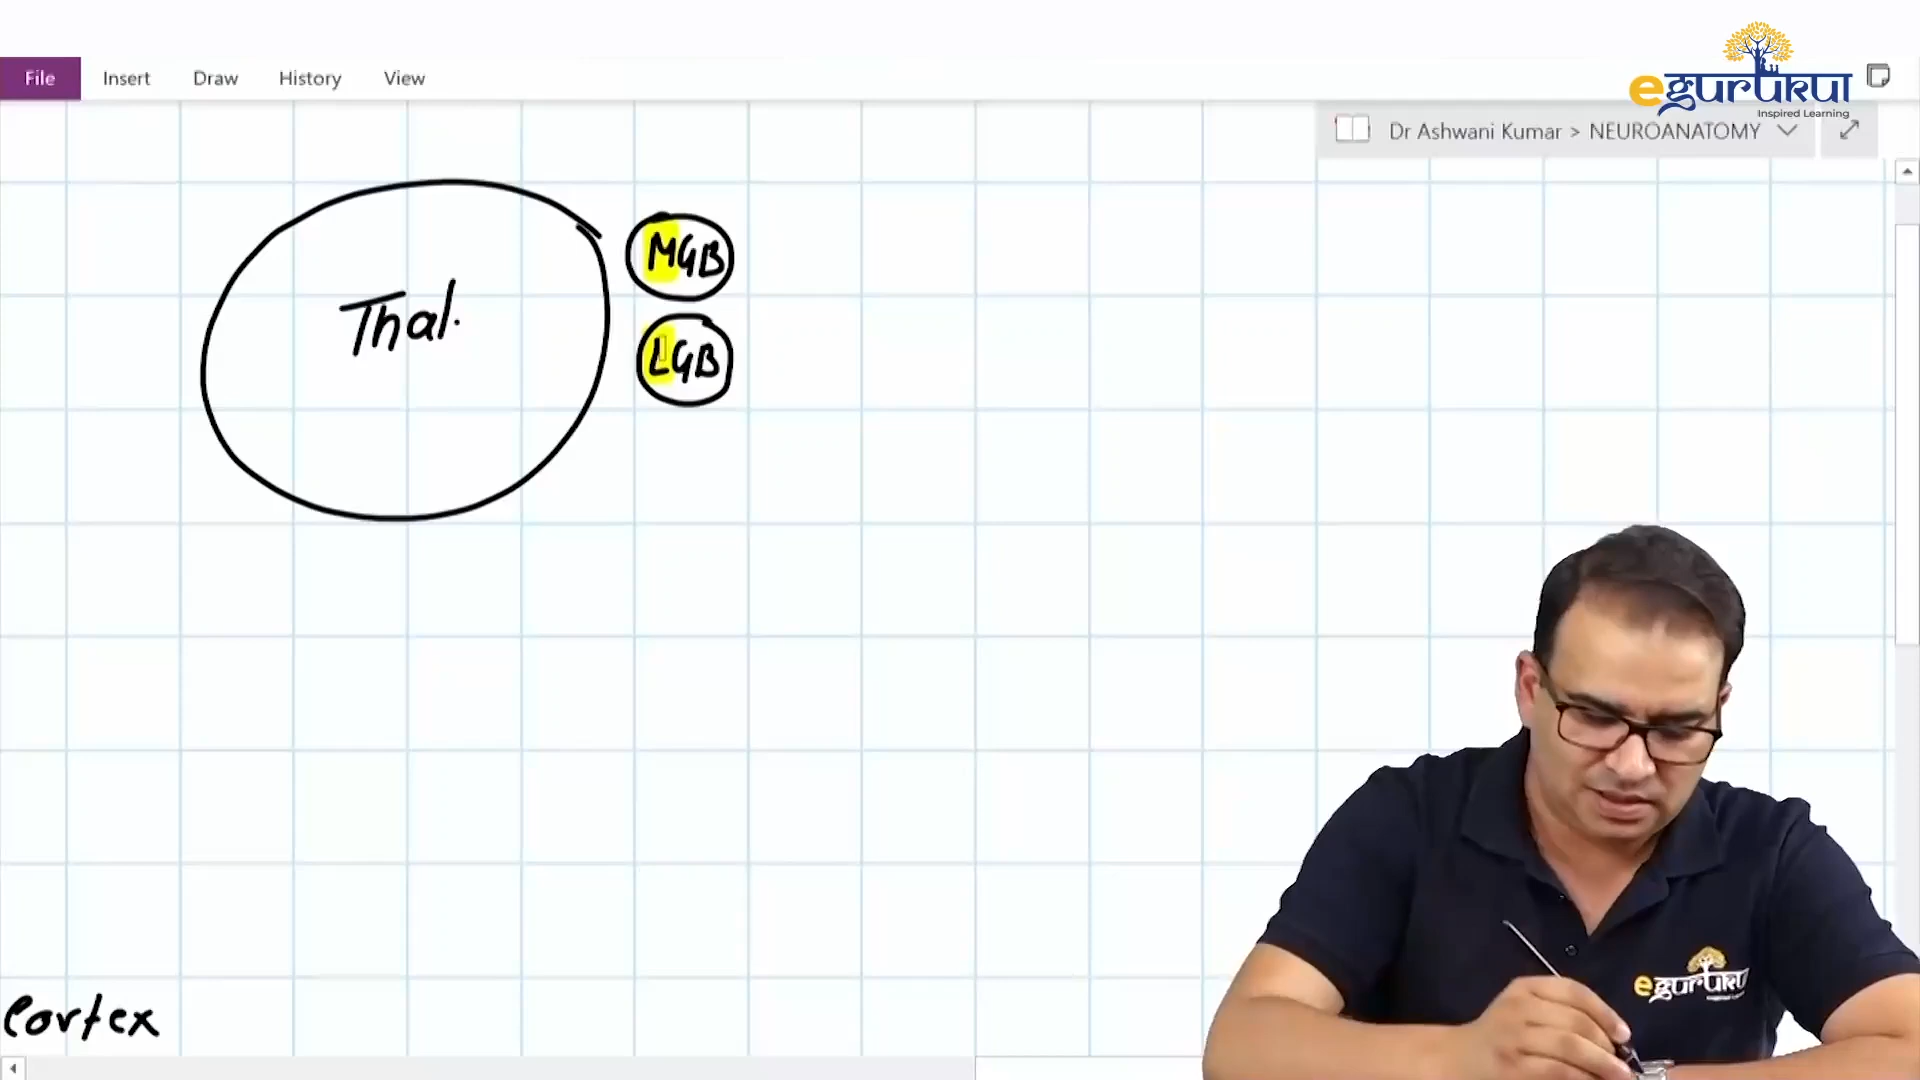 egurukul
Inspired Learning
File Insert Draw History View
Dr Ashwani Kumar > NEUROANATOMY
Thal.
MGB
LGB
Cortex
egurukul